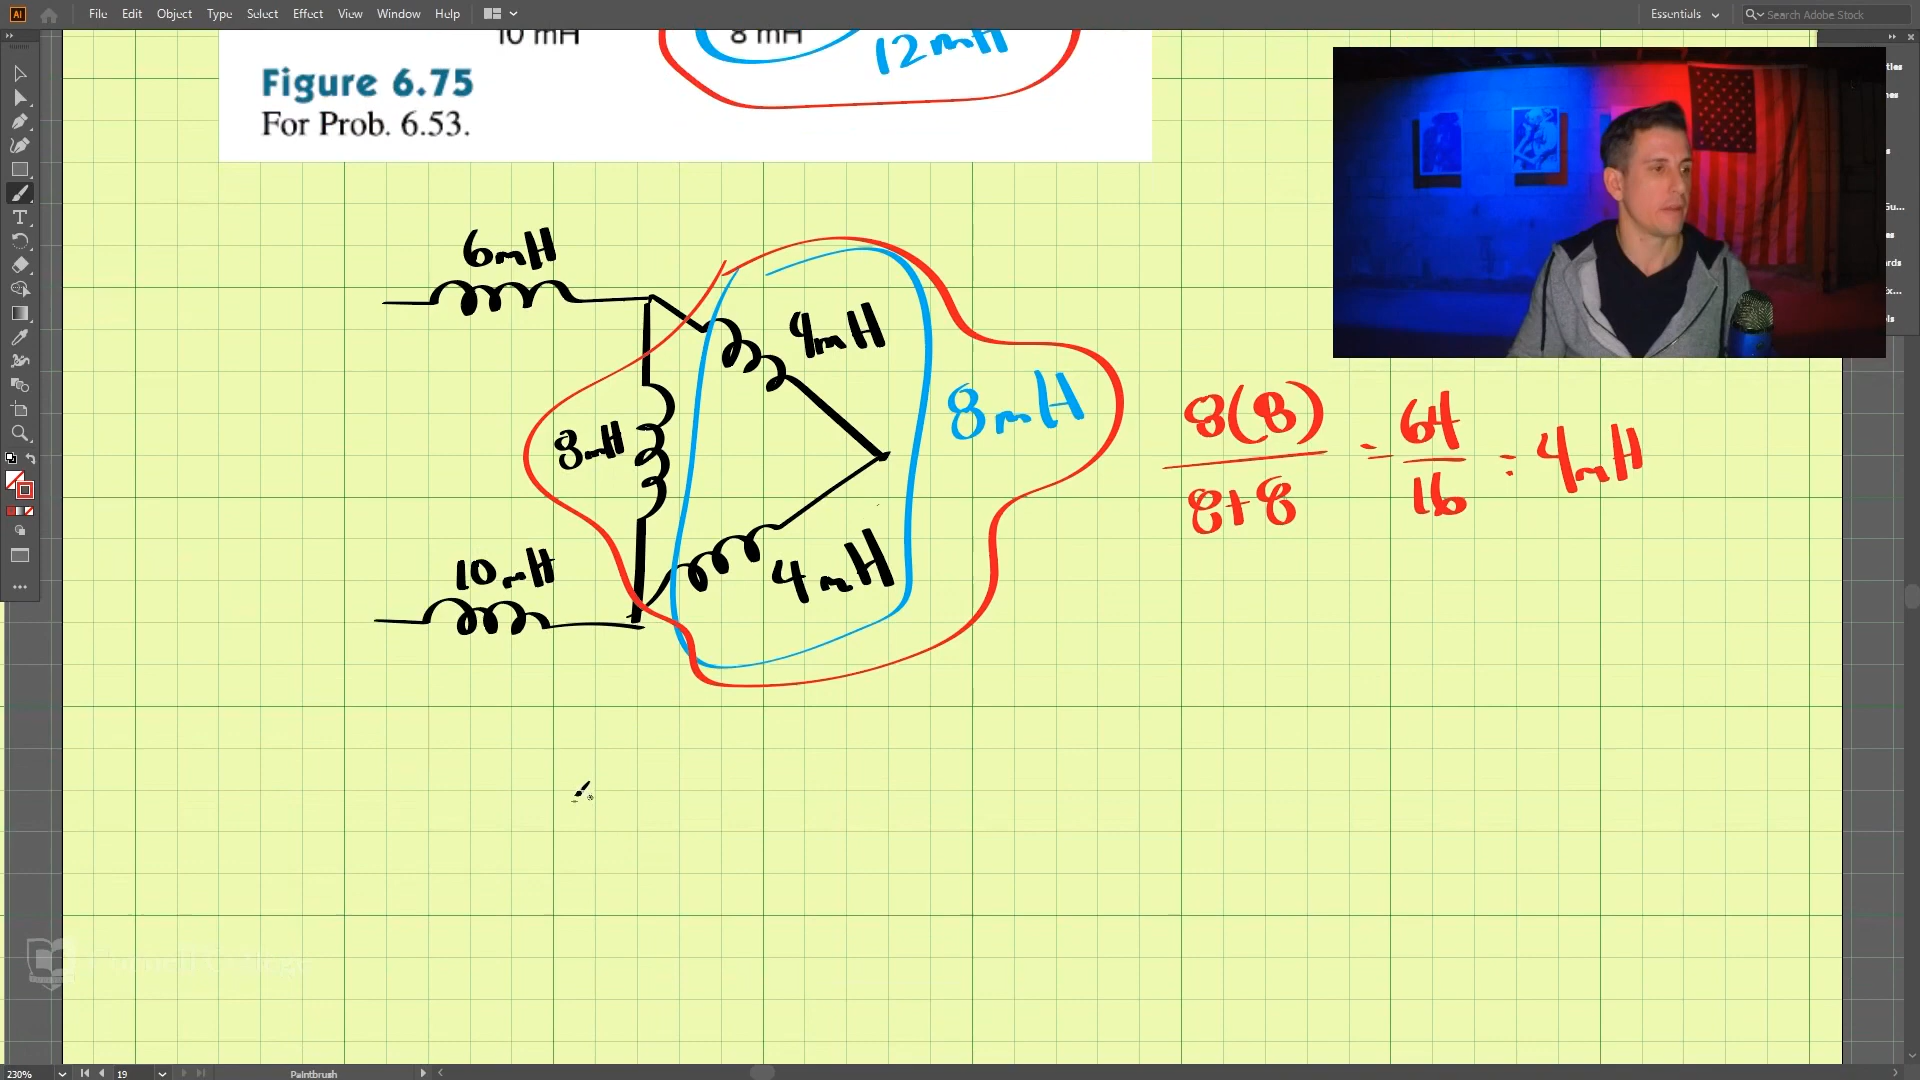 File Edit Object Type Select Effect View Window Help
Essentials
Search Adobe Stock
10 mH
8 mH
12mH
Figure 6.75
For Prob. 6.53.
6mH
4mH
8mH
8mH
10mH
4mH
8(8)
8+8
= 64
16
= 4mH
230%
19
Paintbrush